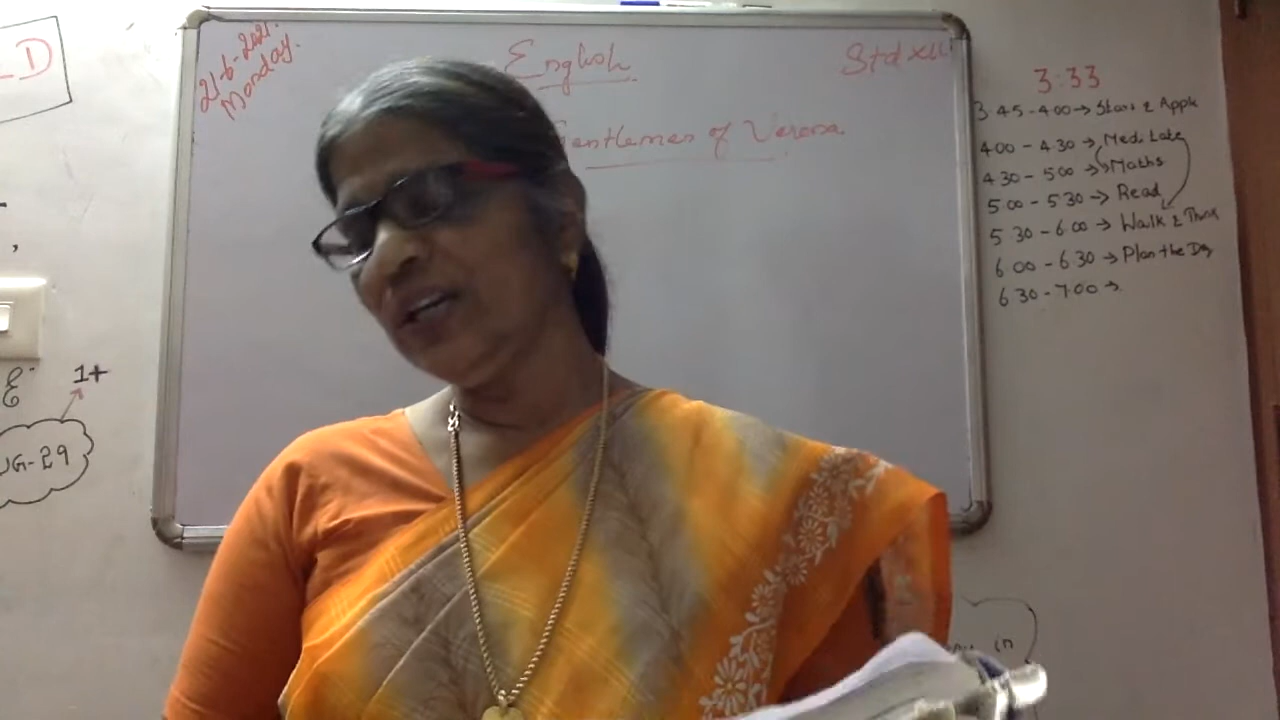 D
21-6-2021.
Monday.
English
Std XII
Gentlemen of Verona
3:33
3.45-4.00→ Stars & Apple
4.00 - 4.30 → Medi. Late
4.30 - 5.00 → Maths
5.00 - 5.30 → Read
5.30 - 6.00 → Walk & Think
6.00 - 6.30 → Plan the Day
6.30 - 7.00 →
1+
UG-29
in